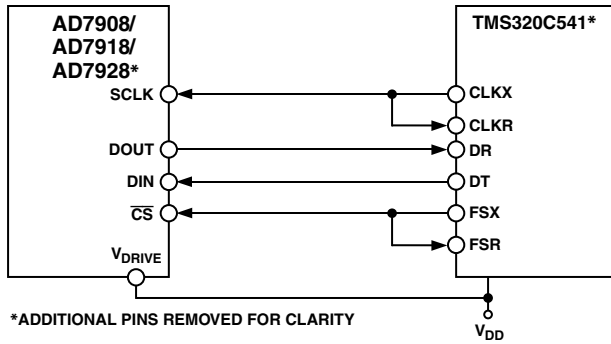 AD7908/
AD7918/
AD7928*
SCLK
DOUT
DIN
CS
VDRIVE
TMS320C541*
CLKX
CLKR
DR
DT
FSX
FSR
VDD
*ADDITIONAL PINS REMOVED FOR CLARITY